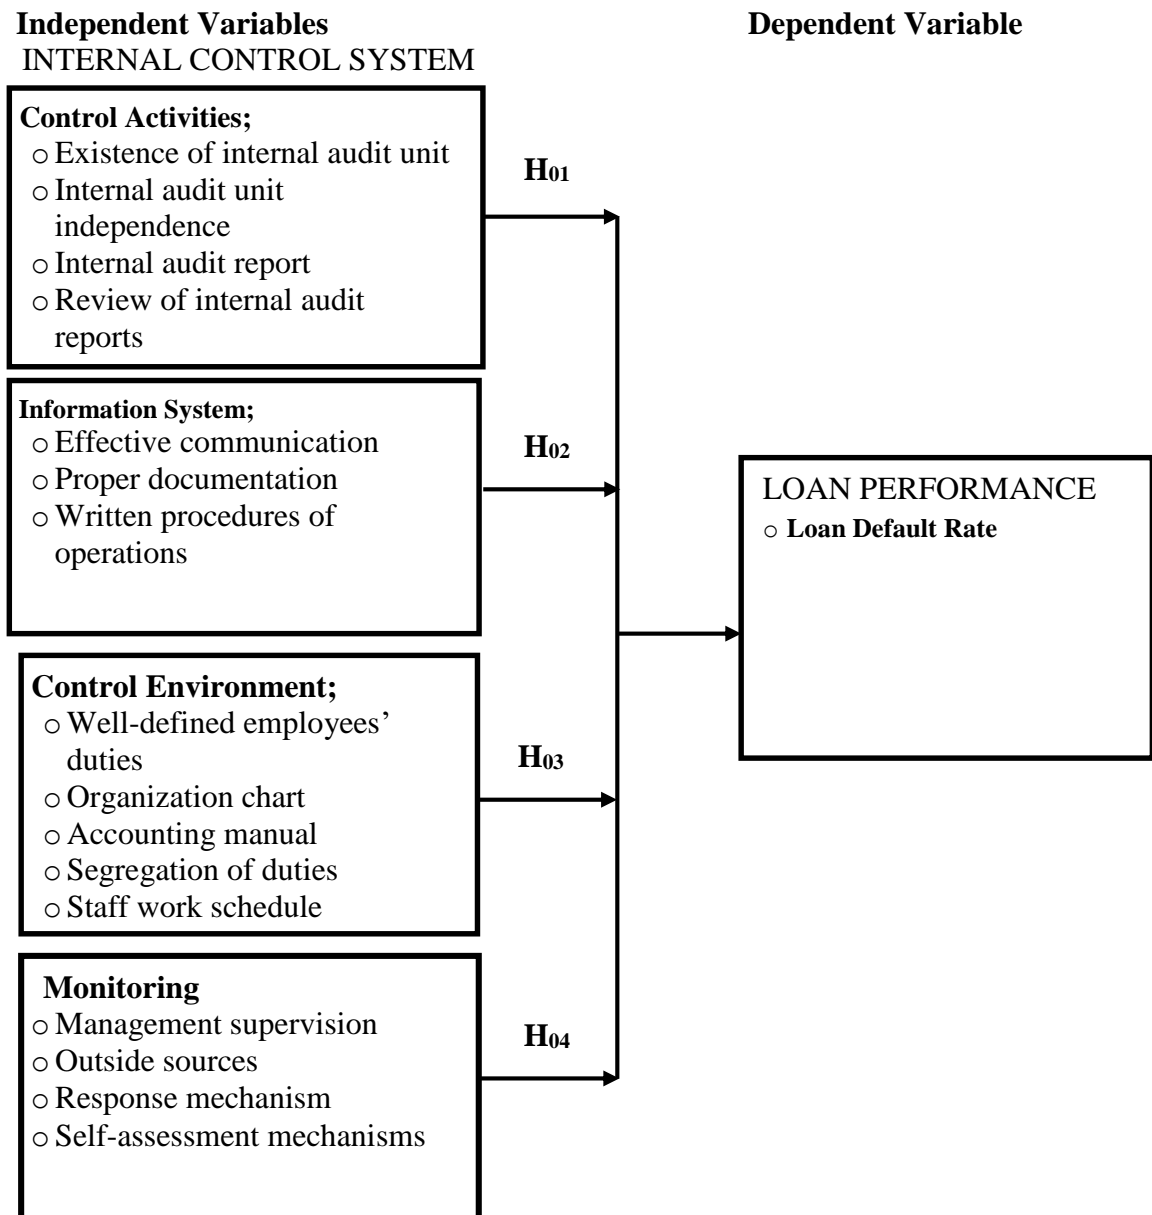 Independent Variables
Dependent Variable
INTERNAL CONTROL SYSTEM
Control Activities;
o Existence of internal audit unit
o Internal audit unit
independence
o Internal audit report
o Review of internal audit
reports
H01
Information System;
o Effective communication
o Proper documentation
o Written procedures of
operations
H02
Control Environment;
o Well-defined employees’
duties
o Organization chart
o Accounting manual
o Segregation of duties
o Staff work schedule
H03
Monitoring
o Management supervision
o Outside sources
o Response mechanism
o Self-assessment mechanisms
H04
LOAN PERFORMANCE
o Loan Default Rate